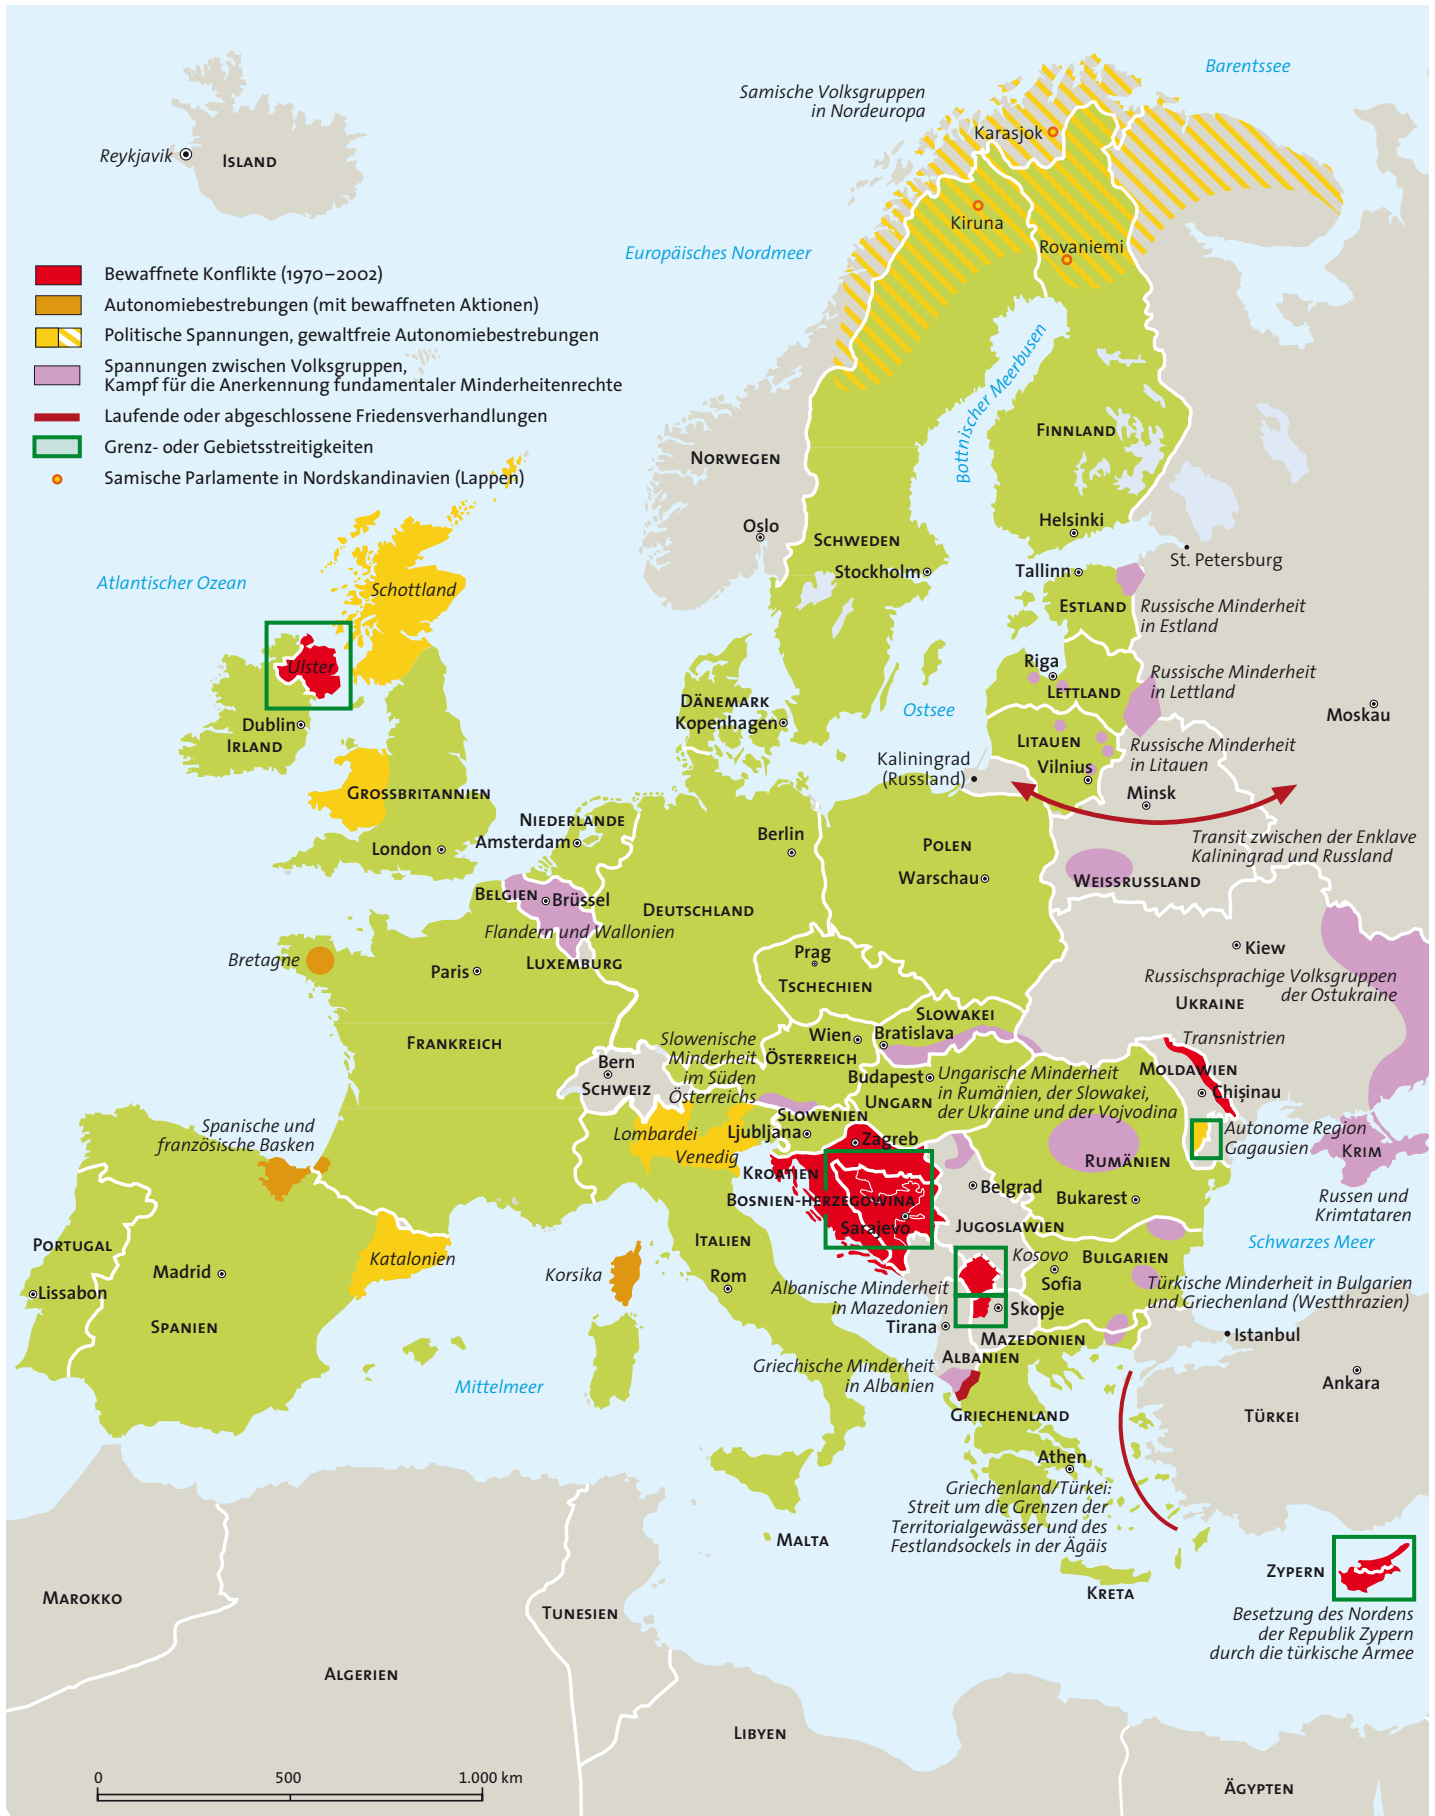 Barentssee
Samische Volksgruppen
in Nordeuropa
Karasjok
Reykjavik
ISLAND
Kiruna
Rovaniemi
Europäisches Nordmeer
Bewaffnete Konflikte (1970–2002)
Autonomiebestrebungen (mit bewaffneten Aktionen)
Politische Spannungen, gewaltfreie Autonomiebestrebungen
Spannungen zwischen Volksgruppen,
Kampf für die Anerkennung fundamentaler Minderheitenrechte
Laufende oder abgeschlossene Friedensverhandlungen
Grenz- oder Gebietsstreitigkeiten
Samische Parlamente in Nordskandinavien (Lappen)
Bottnischer Meerbusen
FINNLAND
NORWEGEN
Oslo
Helsinki
SCHWEDEN
Stockholm
St. Petersburg
Tallinn
Atlantischer Ozean
Schottland
ESTLAND
Russische Minderheit
in Estland
Ulster
Riga
LETTLAND
Russische Minderheit
in Lettland
DÄNEMARK
Kopenhagen
Ostsee
Moskau
Dublin
IRLAND
LITAUEN
Russische Minderheit
in Litauen
Kaliningrad
(Russland)
Vilnius
Minsk
GROSSBRITANNIEN
NIEDERLANDE
Amsterdam
London
Berlin
POLEN
Warschau
Transit zwischen der Enklave
Kaliningrad und Russland
WEISSRUSSLAND
BELGIEN
Brüssel
DEUTSCHLAND
Flandern und Wallonien
LUXEMBURG
Bretagne
Paris
Prag
TSCHECHIEN
Kiew
Russischsprachige Volksgruppen
der Ostukraine
UKRAINE
SLOWAKEI
Bratislava
Wien
ÖSTERREICH
FRANKREICH
Slowenische
Minderheit
im Süden
Österreichs
Transnistrien
MOLDAWIEN
Chişinau
Bern
SCHWEIZ
Budapest
UNGARN
Ungarische Minderheit
in Rumänien, der Slowakei,
der Ukraine und der Vojvodina
SLOWENIEN
Ljubljana
Zagreb
Lombardei
Venedig
Spanische und
französische Basken
Autonome Region
Gagausien
KRIM
KROATIEN
RUMÄNIEN
Belgrad
Bukarest
BOSNIEN-HERZEGOWINA
Sarajevo
JUGOSLAWIEN
Russen und
Krimtataren
Schwarzes Meer
PORTUGAL
Lissabon
Madrid
SPANIEN
Katalonien
Korsika
ITALIEN
Rom
Kosovo
BULGARIEN
Sofia
Albanische Minderheit
in Mazedonien
Türkische Minderheit in Bulgarien
und Griechenland (Westthrazien)
Skopje
Tirana
MAZEDONIEN
Istanbul
ALBANIEN
Griechische Minderheit
in Albanien
Ankara
Mittelmeer
GRIECHENLAND
TÜRKEI
Athen
Griechenland/Türkei:
Streit um die Grenzen der
Territorialgewässer und des
Festlandsockels in der Ägäis
MALTA
KRETA
ZYPERN
Besetzung des Nordens
der Republik Zypern
durch die türkische Armee
MAROKKO
TUNESIEN
ALGERIEN
LIBYEN
ÄGYPTEN
0 500 1.000 km